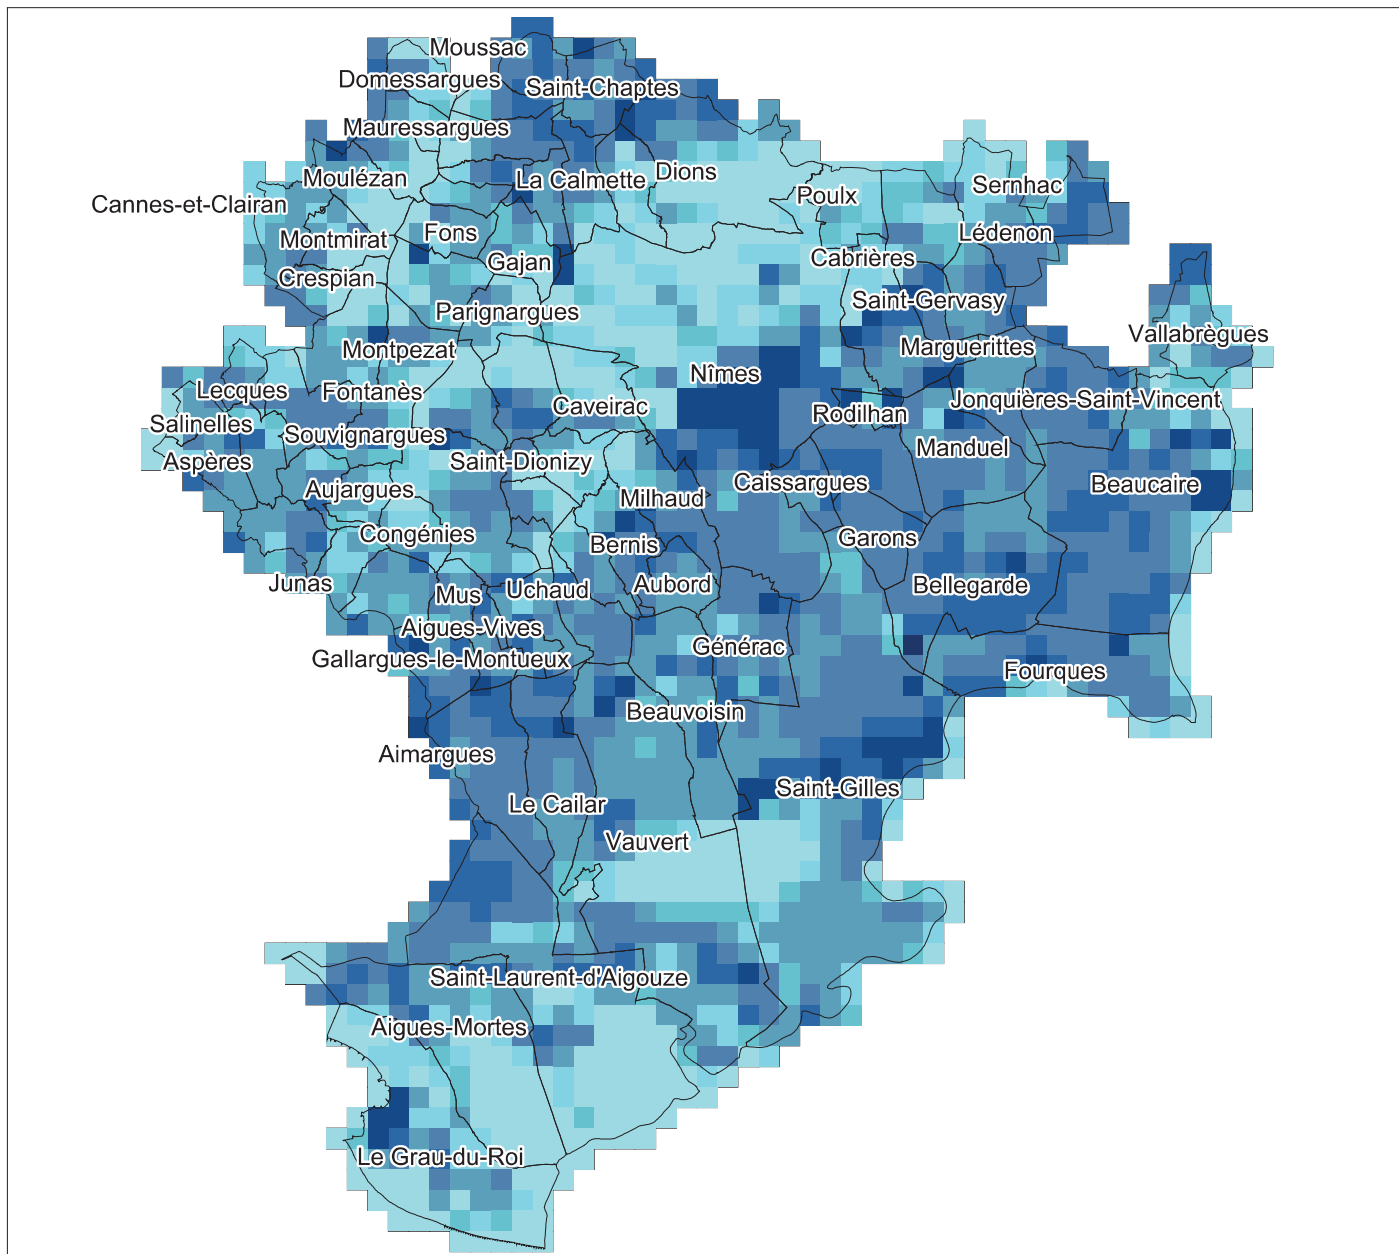 Moussac
Domessargues
Saint-Chaptes
Mauressargues
Moulézan
La Calmette
Dions
Sernhac
Poulx
Cannes-et-Clairan
Montmirat
Fons
Lédenon
Gajan
Cabrières
Crespian
Saint-Gervasy
Parignargues
Vallabrègues
Montpezat
Marguerittes
Nîmes
Lecques
Fontanès
Jonquières-Saint-Vincent
Caveirac
Rodilhan
Salinelles
Souvignargues
Manduel
Aspères
Saint-Dionizy
Caissargues
Beaucaire
Aujargues
Milhaud
Congénies
Bernis
Garons
Junas
Mus
Uchaud
Aubord
Bellegarde
Aigues-Vives
Générac
Gallargues-le-Montueux
Fourques
Beauvoisin
Aimargues
Saint-Gilles
Le Cailar
Vauvert
Saint-Laurent-d'Aigouze
Aigues-Mortes
Le Grau-du-Roi